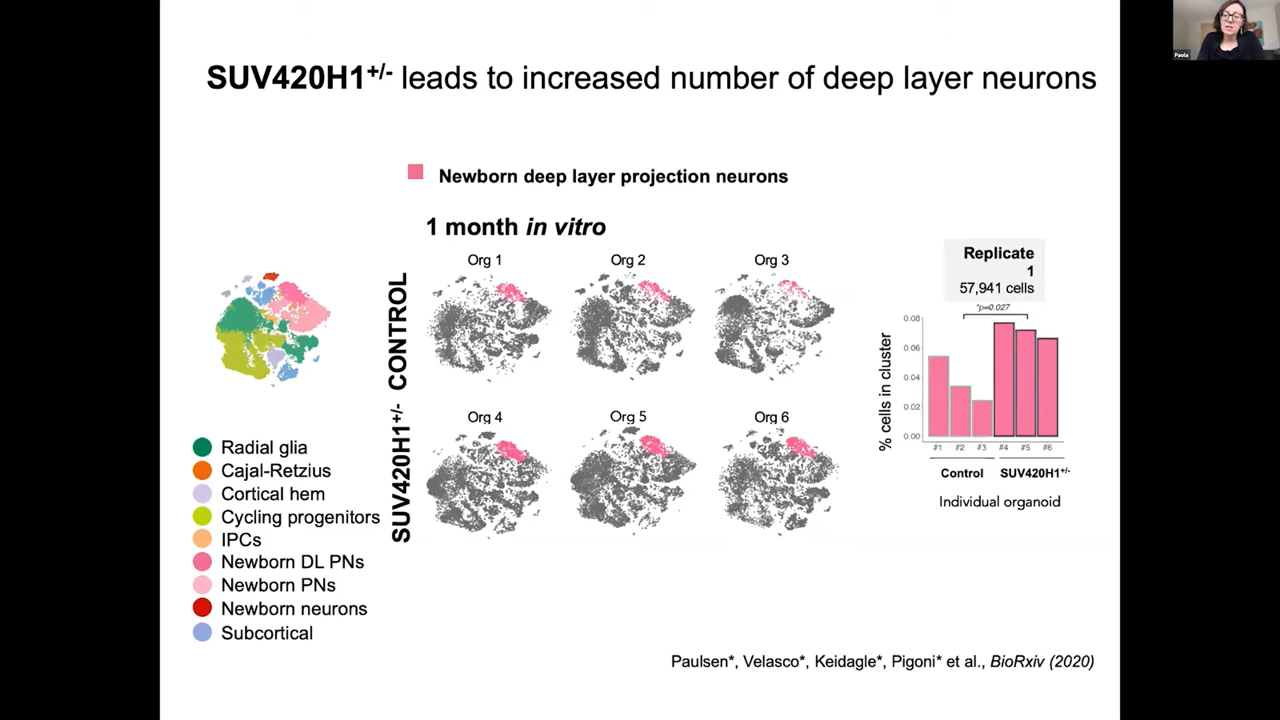 SUV420H1+/- leads to increased number of deep layer neurons
Paola
Newborn deep layer projection neurons
1 month in vitro
Org 1
Org 2
Org 3
CONTROL
Org 4
Org 5
Org 6
SUV420H1+/-
Radial glia
Cajal-Retzius
Cortical hem
Cycling progenitors
IPCs
Newborn DL PNs
Newborn PNs
Newborn neurons
Subcortical
Replicate
1
57,941 cells
*p=0.027
% cells in cluster
0.08
0.06
0.04
0.02
0.00
#1 #2 #3 #4 #5 #6
Control SUV420H1+/-
Individual organoid
Paulsen*, Velasco*, Keidagle*, Pigoni* et al., BioRxiv (2020)